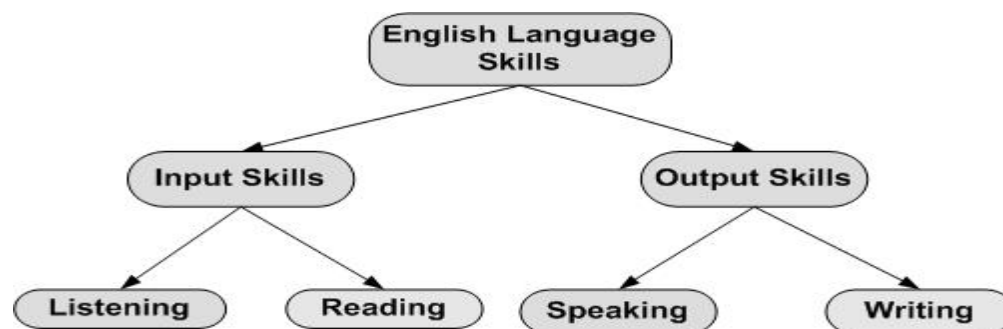 English Language
Skills
Input Skills
Output Skills
Listening
Reading
Speaking
Writing